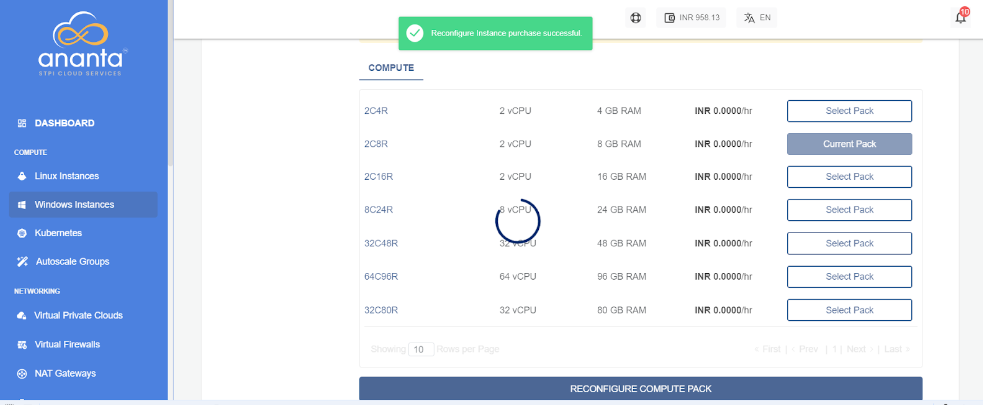 ananta
STPI CLOUD SERVICES
DASHBOARD
COMPUTE
Linux Instances
Windows Instances
Kubernetes
Autoscale Groups
NETWORKING
Virtual Private Clouds
Virtual Firewalls
NAT Gateways
INR 958.13
EN
10
Reconfigure Instance purchase successful.
COMPUTE
2C4R 2 vCPU 4 GB RAM INR 0.0000/hr Select Pack
2C8R 2 vCPU 8 GB RAM INR 0.0000/hr Current Pack
2C16R 2 vCPU 16 GB RAM INR 0.0000/hr Select Pack
8C24R 8 vCPU 24 GB RAM INR 0.0000/hr Select Pack
32C48R 32 vCPU 48 GB RAM INR 0.0000/hr Select Pack
64C96R 64 vCPU 96 GB RAM INR 0.0000/hr Select Pack
32C80R 32 vCPU 80 GB RAM INR 0.0000/hr Select Pack
Showing 10 Rows per Page « First | < Prev | 1 | Next > | Last »
RECONFIGURE COMPUTE PACK